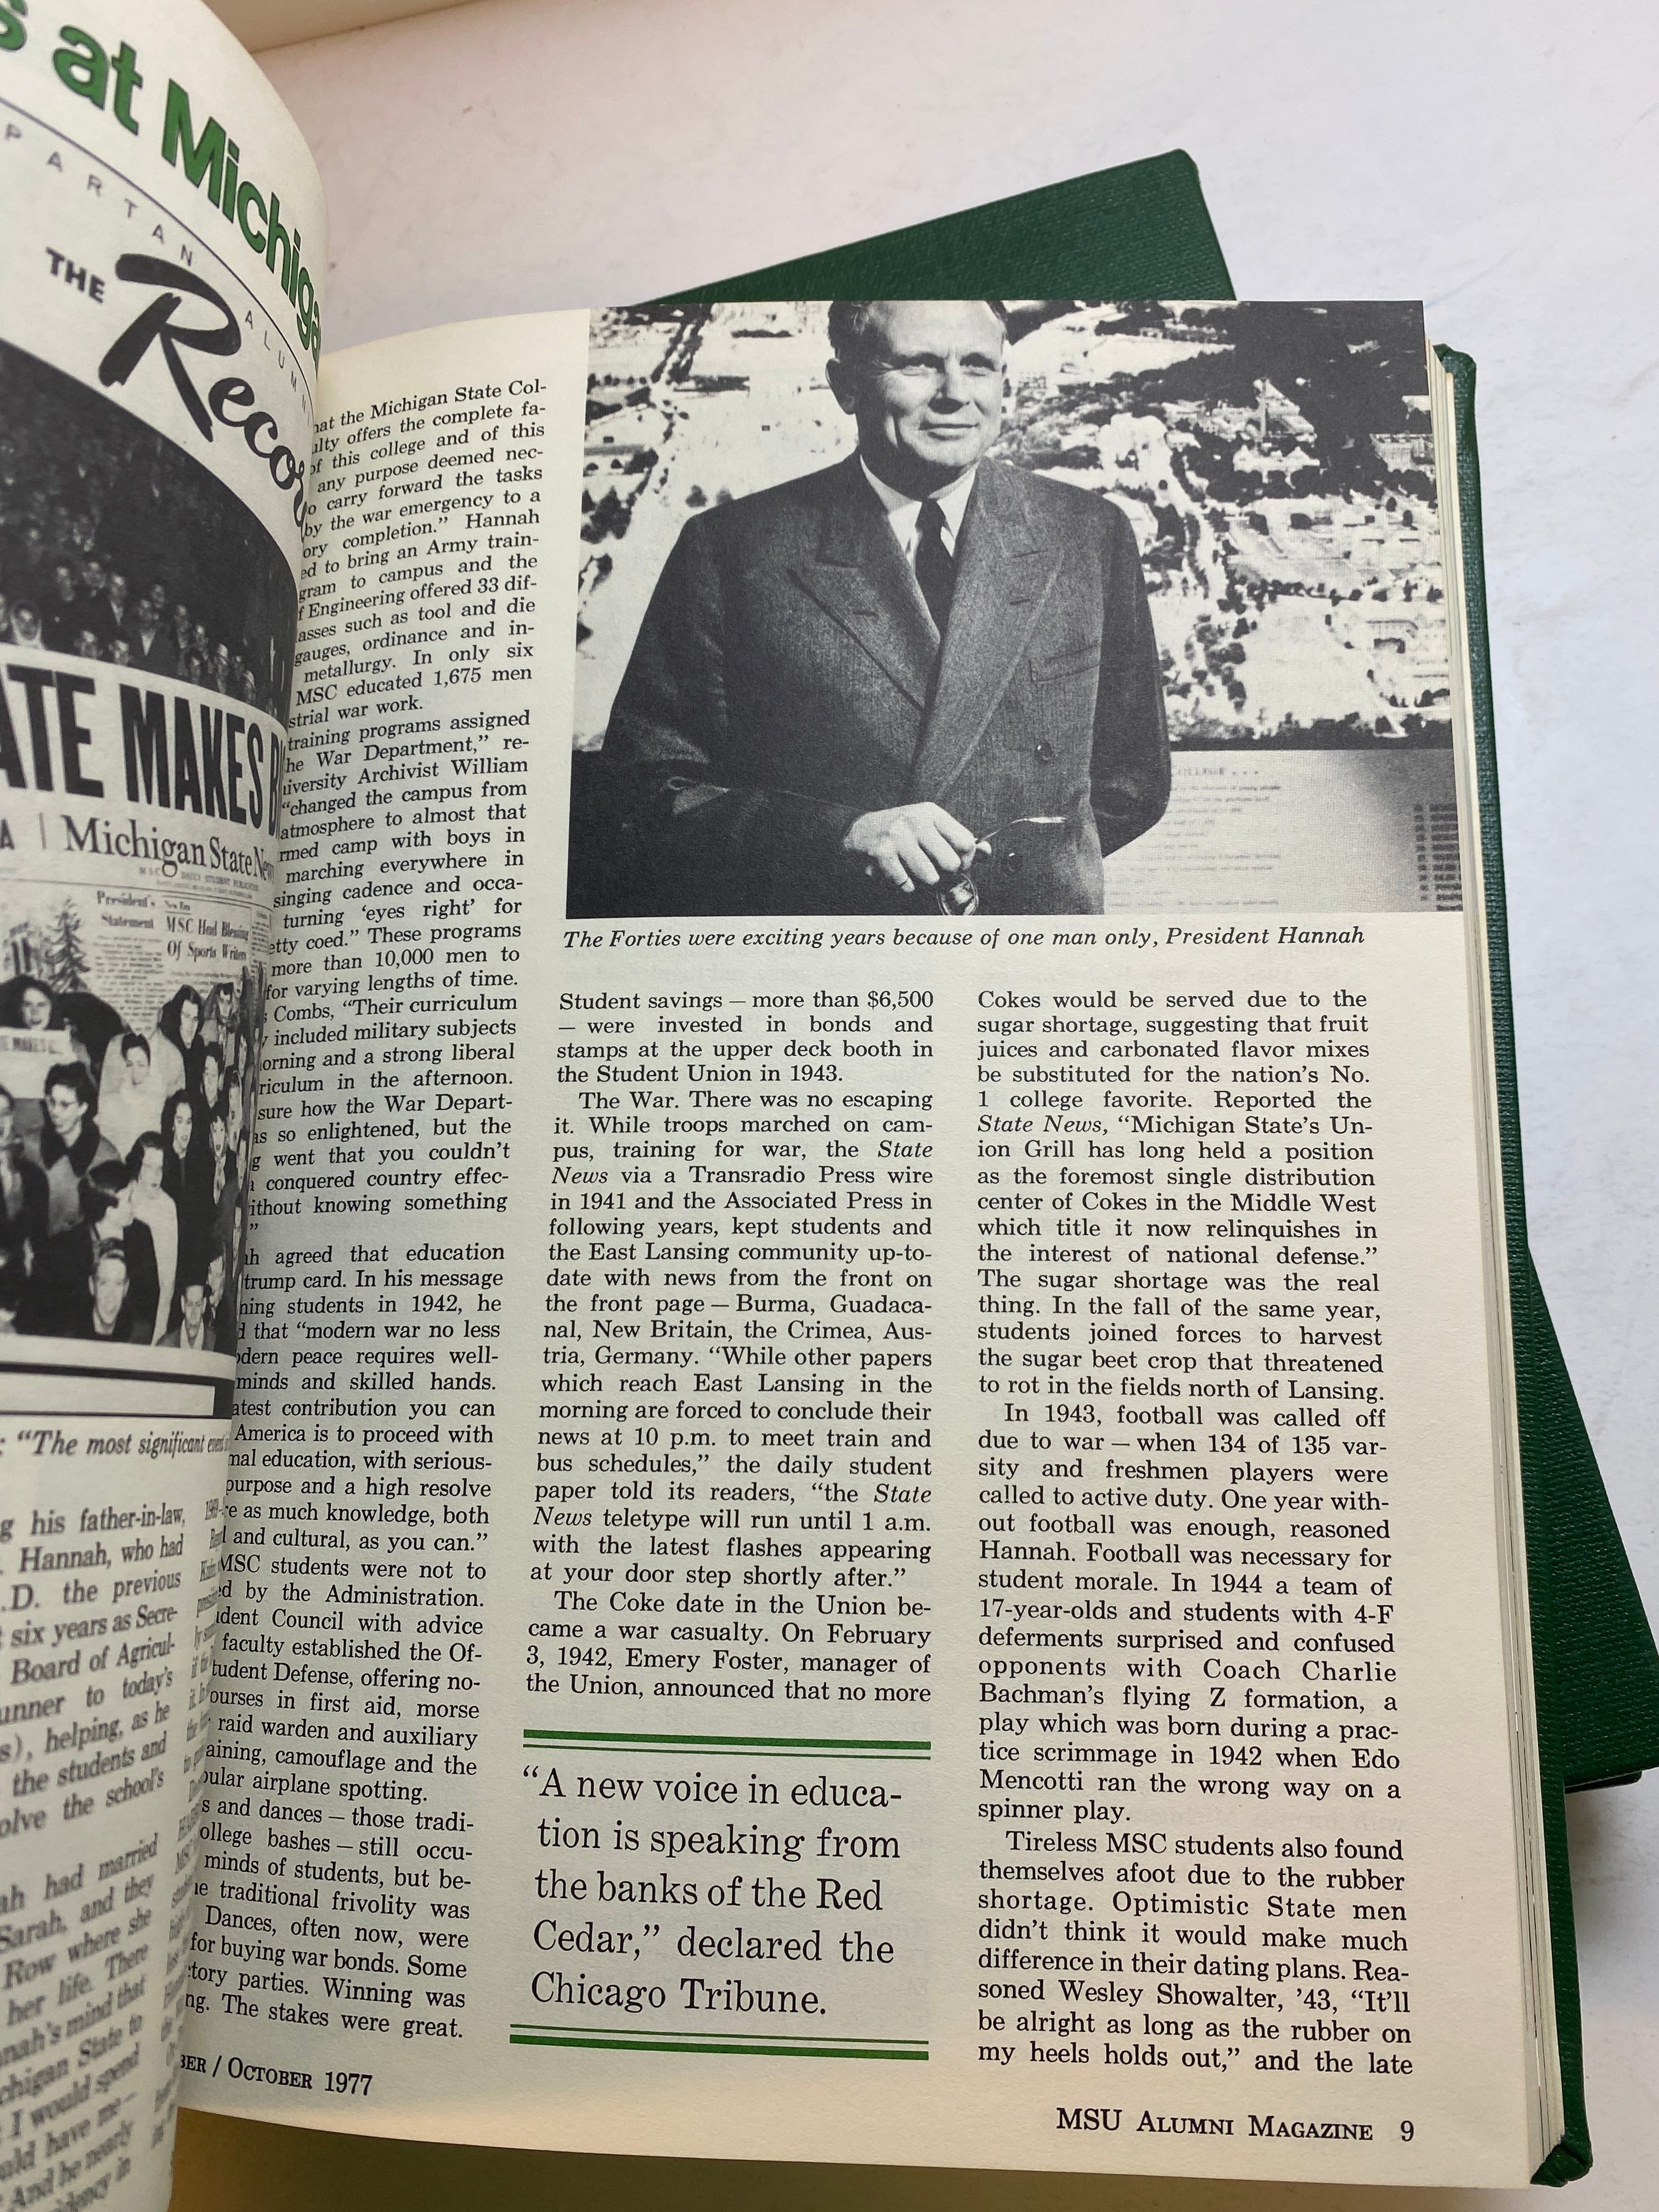 s at Michiga
SPARTAN ALUMN
THE Recor
ATE MAKES B
A | Michigan State New
President's
Statement
MSC Had Blessing
Of Sports Writers
: "The most significant
g his father-in-law,
. Hannah, who had
.D. the previous
t six years as Secre-
Board of Agricul-
unner to today's
s), helping, as he
the students and
olve the school's
ah had married
Sarah, and they
Row where she
her life. There
nnah's mind that
chigan State to
I would spend
uld have me—
And he nearly
sidency in
hat the Michigan State Col-
ulty offers the complete fa-
of this college and of this
any purpose deemed nec-
o carry forward the tasks
by the war emergency to a
ory completion.” Hannah
ed to bring an Army train-
gram to campus and the
f Engineering offered 33 dif-
asses such as tool and die
gauges, ordinance and in-
metallurgy. In only six
MSC educated 1,675 men
strial war work.
training programs assigned
he War Department,” re-
iversity Archivist William
“changed the campus from
atmosphere to almost that
rmed camp with boys in
marching everywhere in
singing cadence and occa-
turning ‘eyes right’ for
etty coed.” These programs
more than 10,000 men to
for varying lengths of time.
s Combs, “Their curriculum
y included military subjects
orning and a strong liberal
riculum in the afternoon.
sure how the War Depart-
as so enlightened, but the
g went that you couldn’t
a conquered country effec-
ithout knowing something
”
ah agreed that education
trump card. In his message
ning students in 1942, he
d that “modern war no less
odern peace requires well-
minds and skilled hands.
atest contribution you can
America is to proceed with
nal education, with serious-
purpose and a high resolve
re as much knowledge, both
l and cultural, as you can.”
MSC students were not to
ed by the Administration.
udent Council with advice
faculty established the Of-
tudent Defense, offering no-
ourses in first aid, morse
raid warden and auxiliary
aining, camouflage and the
pular airplane spotting.
s and dances — those tradi-
ollege bashes — still occu-
minds of students, but be-
he traditional frivolity was
Dances, often now, were
for buying war bonds. Some
ctory parties. Winning was
ng. The stakes were great.
The Forties were exciting years because of one man only, President Hannah
Student savings — more than $6,500
— were invested in bonds and
stamps at the upper deck booth in
the Student Union in 1943.
The War. There was no escaping
it. While troops marched on cam-
pus, training for war, the State
News via a Transradio Press wire
in 1941 and the Associated Press in
following years, kept students and
the East Lansing community up-to-
date with news from the front on
the front page — Burma, Guadaca-
nal, New Britain, the Crimea, Aus-
tria, Germany. “While other papers
which reach East Lansing in the
morning are forced to conclude their
news at 10 p.m. to meet train and
bus schedules,” the daily student
paper told its readers, “the State
News teletype will run until 1 a.m.
with the latest flashes appearing
at your door step shortly after.”
The Coke date in the Union be-
came a war casualty. On February
3, 1942, Emery Foster, manager of
the Union, announced that no more
“A new voice in educa-
tion is speaking from
the banks of the Red
Cedar,” declared the
Chicago Tribune.
Cokes would be served due to the
sugar shortage, suggesting that fruit
juices and carbonated flavor mixes
be substituted for the nation’s No.
1 college favorite. Reported the
State News, “Michigan State’s Un-
ion Grill has long held a position
as the foremost single distribution
center of Cokes in the Middle West
which title it now relinquishes in
the interest of national defense.”
The sugar shortage was the real
thing. In the fall of the same year,
students joined forces to harvest
the sugar beet crop that threatened
to rot in the fields north of Lansing.
In 1943, football was called off
due to war — when 134 of 135 var-
sity and freshmen players were
called to active duty. One year with-
out football was enough, reasoned
Hannah. Football was necessary for
student morale. In 1944 a team of
17-year-olds and students with 4-F
deferments surprised and confused
opponents with Coach Charlie
Bachman’s flying Z formation, a
play which was born during a prac-
tice scrimmage in 1942 when Edo
Mencotti ran the wrong way on a
spinner play.
Tireless MSC students also found
themselves afoot due to the rubber
shortage. Optimistic State men
didn’t think it would make much
difference in their dating plans. Rea-
soned Wesley Showalter, ’43, “It’ll
be alright as long as the rubber on
my heels holds out,” and the late
BER / OCTOBER 1977
MSU ALUMNI MAGAZINE 9